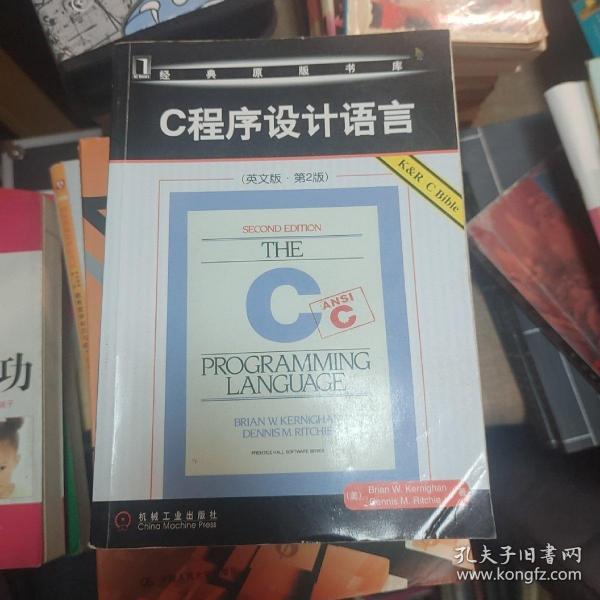 经典原版书库
C程序设计语言
(英文版·第2版)
K&R C Bible
SECOND EDITION
THE
C
ANSI
C
PROGRAMMING
LANGUAGE
BRIAN W. KERNIGHAN
DENNIS M. RITCHIE
PRENTICE HALL SOFTWARE SERIES
(美) Brian W. Kernighan
Dennis M. Ritchie 著
机械工业出版社
China Machine Press
功
孔夫子旧书网
www.kongfz.com